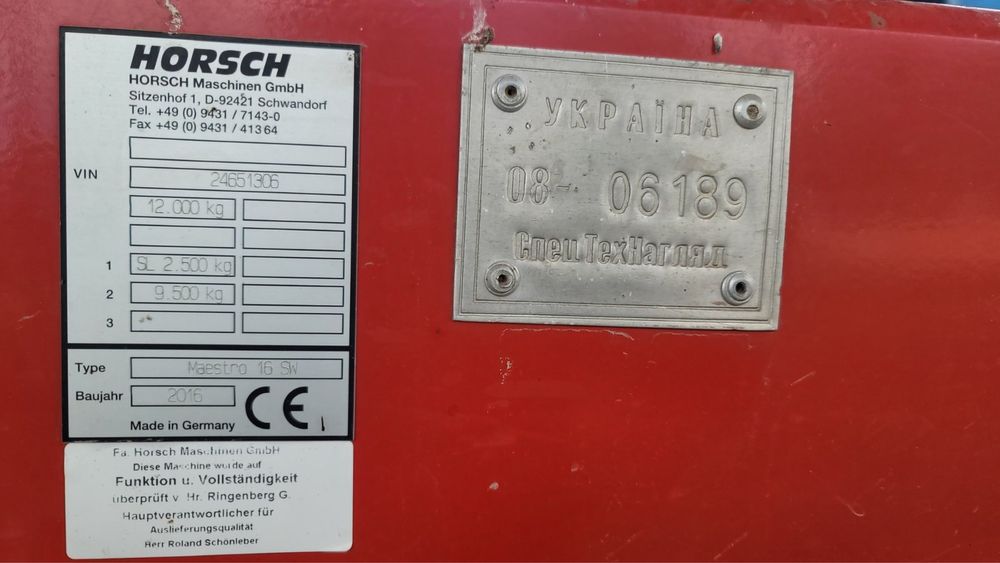 HORSCH
HORSCH Maschinen GmbH
Sitzenhof 1, D-92421 Schwandorf
Tel. +49 (0) 9431 / 7143-0
Fax +49 (0) 9431 / 41364
VIN
24651306
12.000 kg
1 SL 2.500 kg
2 9.500 kg
3
Type Maestro 16 SW
Baujahr 2016 CE
Made in Germany
Fa. Horsch Maschinen GmbH
Diese Maschine wurde auf
Funktion u. Vollständigkeit
überprüft v. Hr. Ringenberg G.
Hauptverantwortlicher für
Auslieferungsqualität
Herr Roland Schönleber
УКРАЇНА
08- 06189
СпецТехНагляд